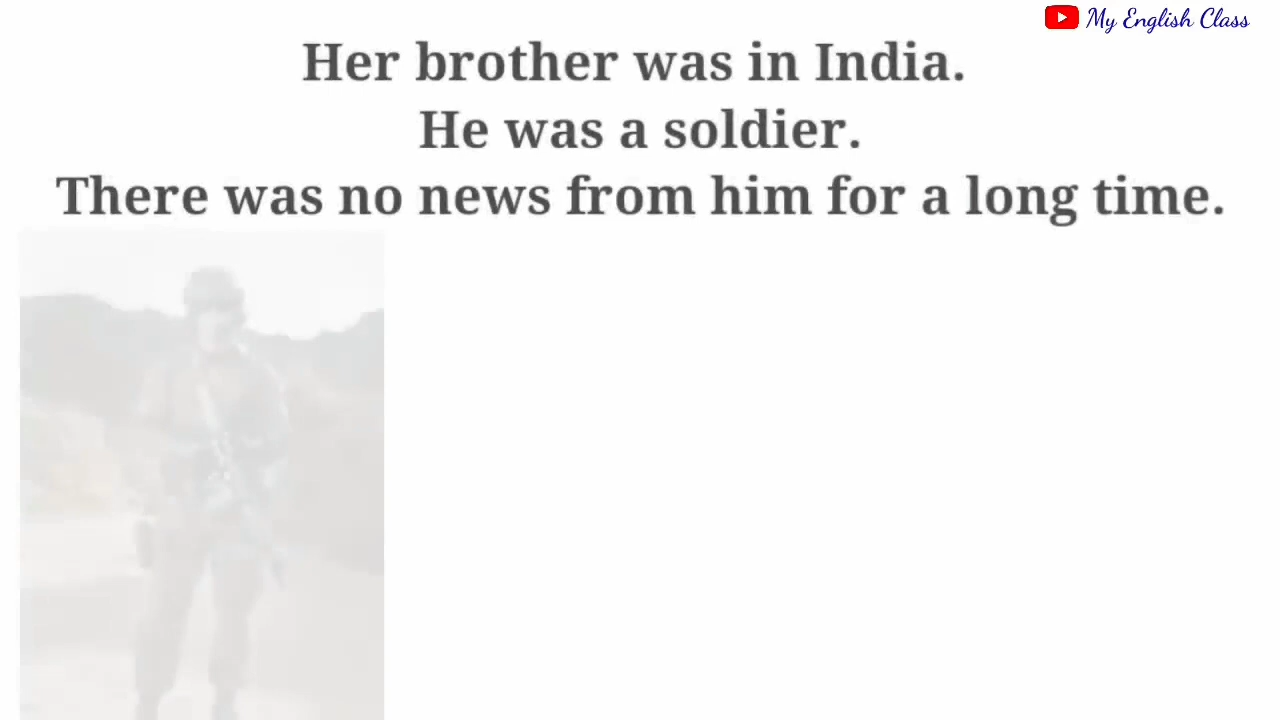 My English Class
Her brother was in India.
He was a soldier.
There was no news from him for a long time.